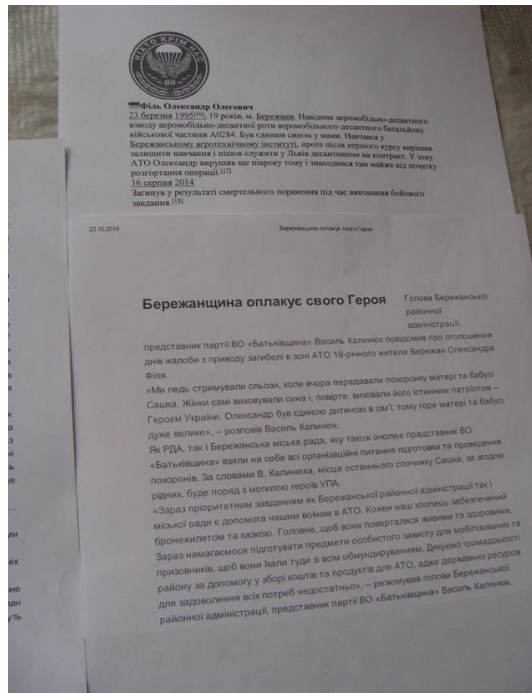 НІХТО КРІМ НАС
80
Філь Олександр Олегович
23 березня 1995[16], 19 років, м. Бережани. Навідник аеромобільно-десантного
взводу аеромобільно-десантної роти аеромобільного-десантного батальйону
військової частини А0284. Був єдиним сином у мами. Навчався у
Бережанському агротехнічному інституті, проте після першого курсу вирішив
залишити навчання і пішов служити у Львів десантником на контракт. У зону
АТО Олександр вирушив ще півроку тому і знаходився там майже від початку
розгортання операції.[17]
16 серпня 2014
Загинув у результаті смертельного поранення під час виконання бойового
завдання.[18]
23.10.2014 Бережанщина оплакує свого Героя
Бережанщина оплакує свого Героя
Голова Бережанської
районної
адміністрації,
представник партії ВО «Батьківщина» Василь Калинюк повідомив про оголошення
днів жалоби з приводу загибелі в зоні АТО 19-річного жителя Бережан Олександра
Філя.
«Ми ледь стримували сльози, коли вчора передавали похоронку матері та бабусі
Сашка. Жінки самі виховували сина і, повірте, виховали його істинним патріотом –
Героєм України. Олександр був єдиною дитиною в сім'ї, тому горе матері та бабусі
дуже велике», – розповів Василь Калинюк.
Як РДА, так і Бережанська міська рада, яку також очолює прадставник ВО
«Батьківщина» взяли на себе всі організаційні питання підготовки та проведення
похоронів. За словами В. Калинюка, місце останнього спочинку Сашка, за згодою
рідних, буде поряд з могилою героїв УПА.
«Зараз пріоритетним завданням як Бережанської районної адміністрації так і
міської ради є допомога нашим воїнам в АТО. Кожен наш хлопець забезпечений
бронежилетом та казкою. Головне, щоб вони поверталися живими та здоровими.
Зараз намагаємося підготувати предмети особистого захисту для мобілізованих та
призовників, щоб вони їхали туди зі всім обмундируванням. Дякуємо громадськості
району за допомогу у зборі коштів та продуктів для АТО, адже державних ресурсів
для задоволення всіх потреб недостатньо», – резюмував голова Бережанської
районної адміністрації, представник партії ВО «Батьківщина» Василь Калинюк.